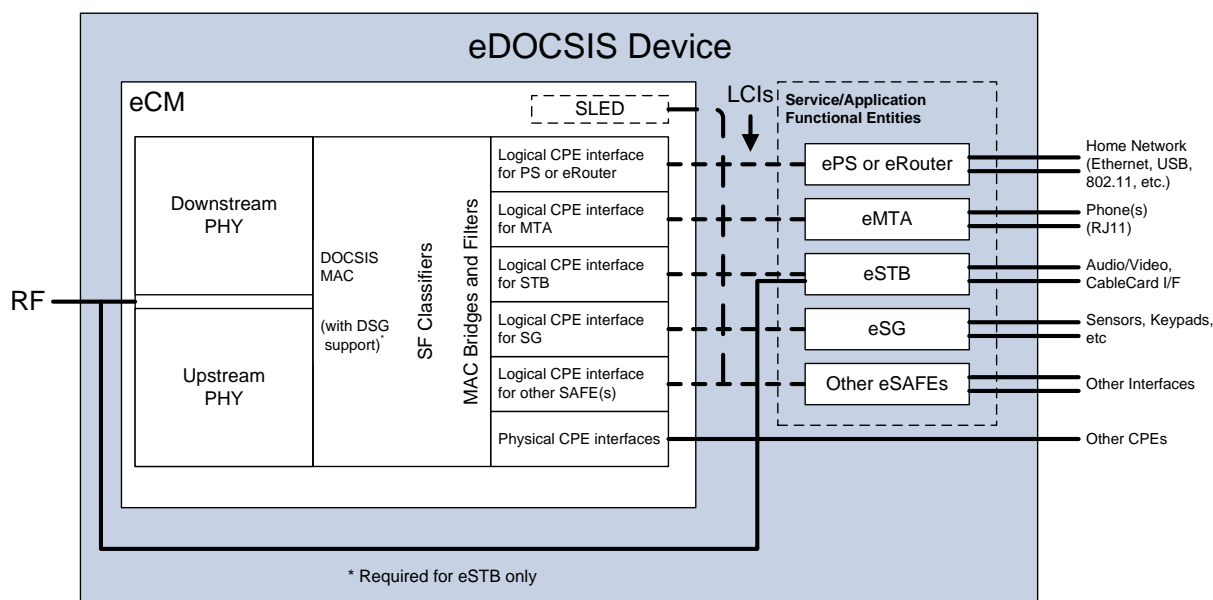 eDOCSIS Device
eCM
SLED
LCIs
Service/Application
Functional Entities
RF
Downstream
PHY
Upstream
PHY
DOCSIS
MAC
(with DSG
support)*
SF Classifiers
MAC Bridges and Filters
Logical CPE interface
for PS or eRouter
Logical CPE interface
for MTA
Logical CPE interface
for STB
Logical CPE interface
for SG
Logical CPE interface
for other SAFE(s)
Physical CPE interfaces
ePS or eRouter
eMTA
eSTB
eSG
Other eSAFEs
Home Network
(Ethernet, USB,
802.11, etc.)
Phone(s)
(RJ11)
Audio/Video,
CableCard I/F
Sensors, Keypads,
etc
Other Interfaces
Other CPEs
* Required for eSTB only